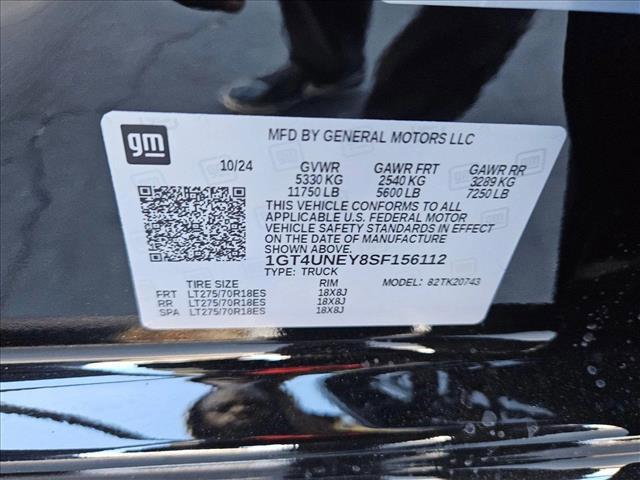 gm
MFD BY GENERAL MOTORS LLC
10/24 GVWR GAWR FRT GAWR RR
5330 KG 2540 KG 3289 KG
11750 LB 5600 LB 7250 LB
THIS VEHICLE CONFORMS TO ALL
APPLICABLE U.S. FEDERAL MOTOR
VEHICLE SAFETY STANDARDS IN EFFECT
ON THE DATE OF MANUFACTURE
SHOWN ABOVE.
1GT4UNEY8SF156112
TYPE: TRUCK MODEL: 82TK20743
TIRE SIZE RIM
FRT LT275/70R18ES 18X8J
RR LT275/70R18ES 18X8J
SPA LT275/70R18ES 18X8J